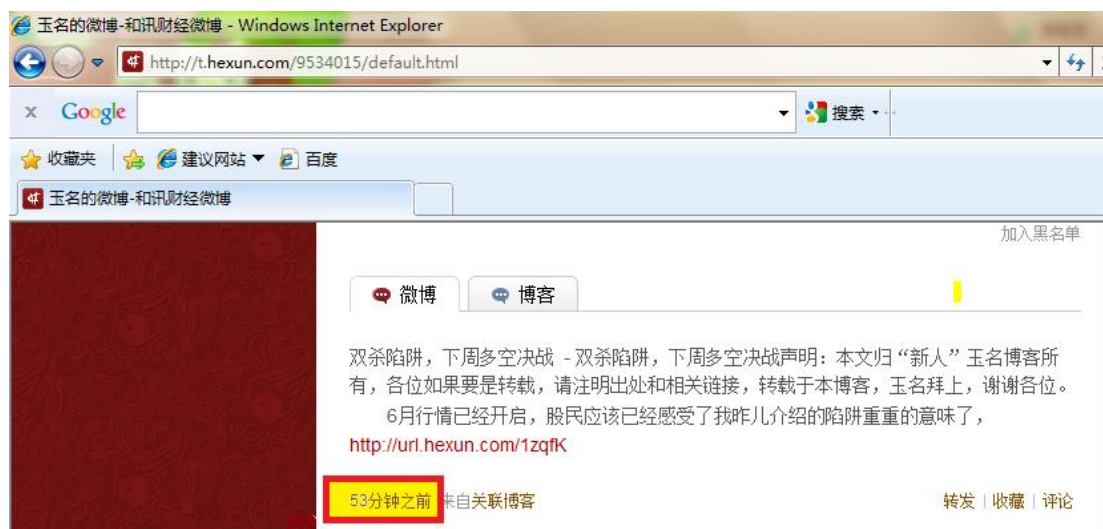 玉名的微博-和讯财经微博 - Windows Internet Explorer
http://t.hexun.com/9534015/default.html
x Google 搜索
收藏夹 建议网站 百度
玉名的微博-和讯财经微博
加入黑名单
微博 博客
双杀陷阱，下周多空决战 - 双杀陷阱，下周多空决战声明：本文归“新人”玉名博客所
有，各位如果要是转载，请注明出处和相关链接，转载于本博客，玉名拜上，谢谢各位。
6月行情已经开启，股民应该已经感受了我昨儿介绍的陷阱重重的意味了，
http://url.hexun.com/1zqfK
53分钟之前 来自关联博客 转发 | 收藏 | 评论